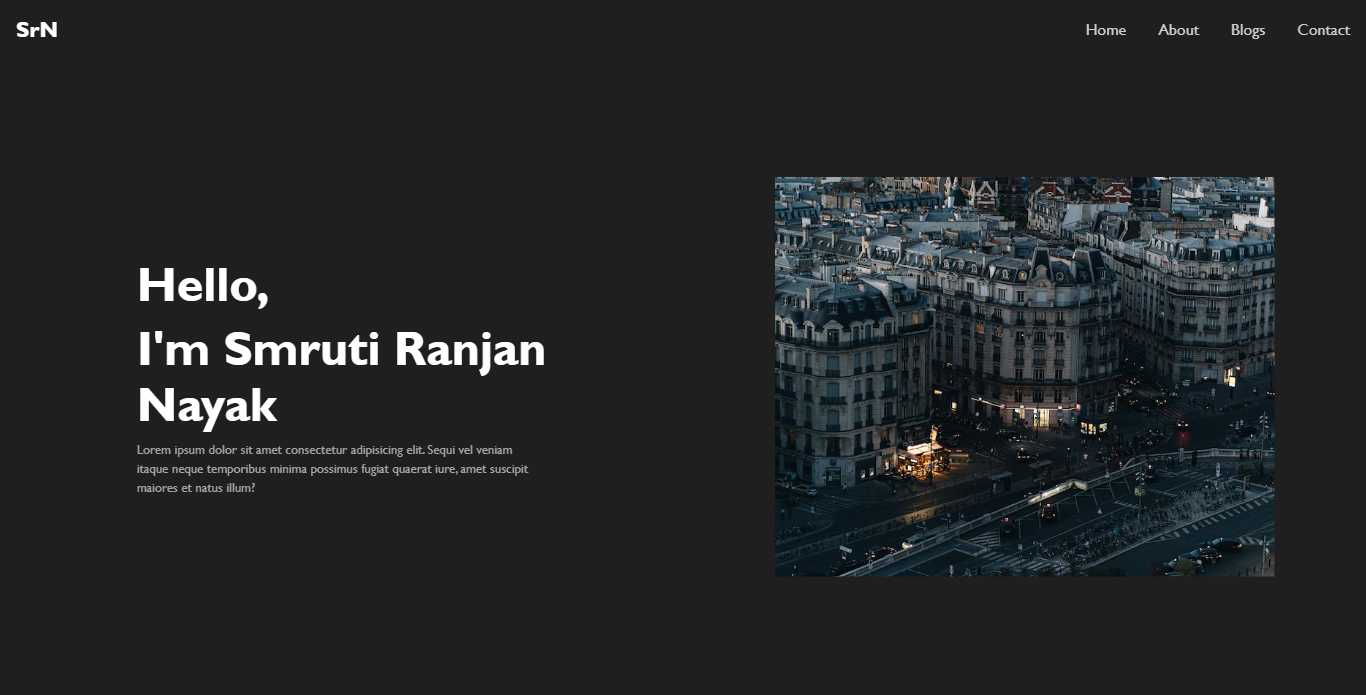 SrN
Home
About
Blogs
Contact
Hello,
I'm Smruti Ranjan
Nayak
Lorem ipsum dolor sit amet consectetur adipisicing elit. Sequi vel veniam
itaque neque temporibus minima possimus fugiat quaerat iure, amet suscipit
maiores et natus illum?